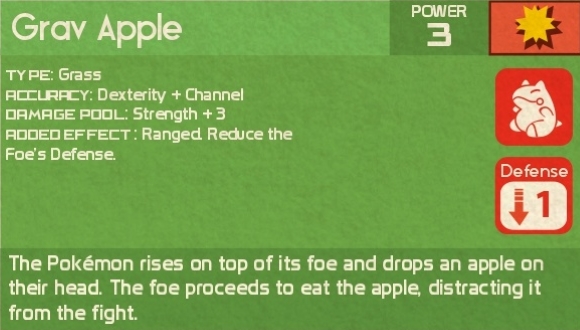 Grav Apple
POWER
3
TYPE: Grass
ACCURACY: Dexterity + Channel
DAMAGE POOL: Strength + 3
ADDED EFFECT: Ranged. Reduce the
Foe's Defense.
Defense
1
The Pokémon rises on top of its foe and drops an apple on
their head. The foe proceeds to eat the apple, distracting it
from the fight.